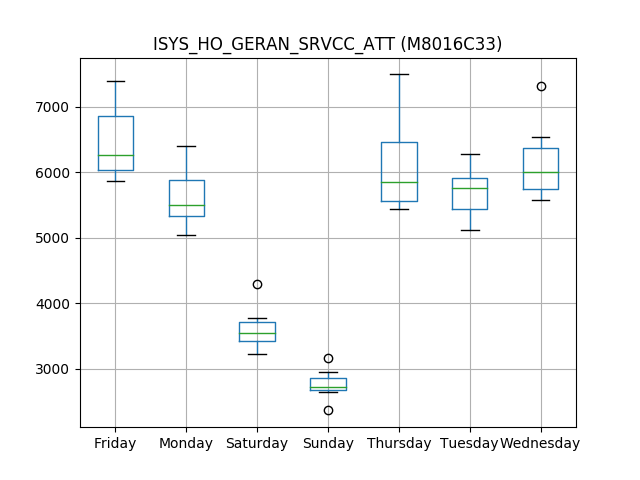 ISYS_HO_GERAN_SRVCC_ATT (M8016C33)
7000
6000
5000
4000
3000
Friday Monday Saturday Sunday Thursday Tuesday Wednesday